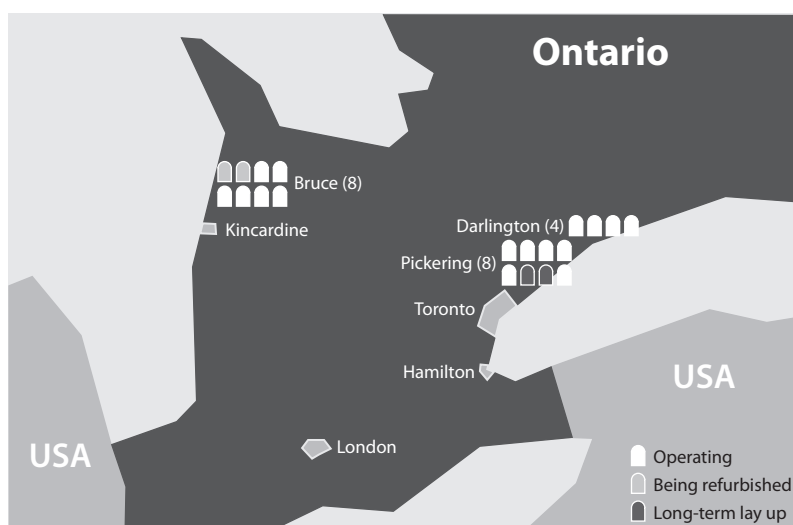 Ontario
Bruce (8)
Kincardine
Darlington (4)
Pickering (8)
Toronto
Hamilton
USA
London
USA
Operating
Being refurbished
Long-term lay up